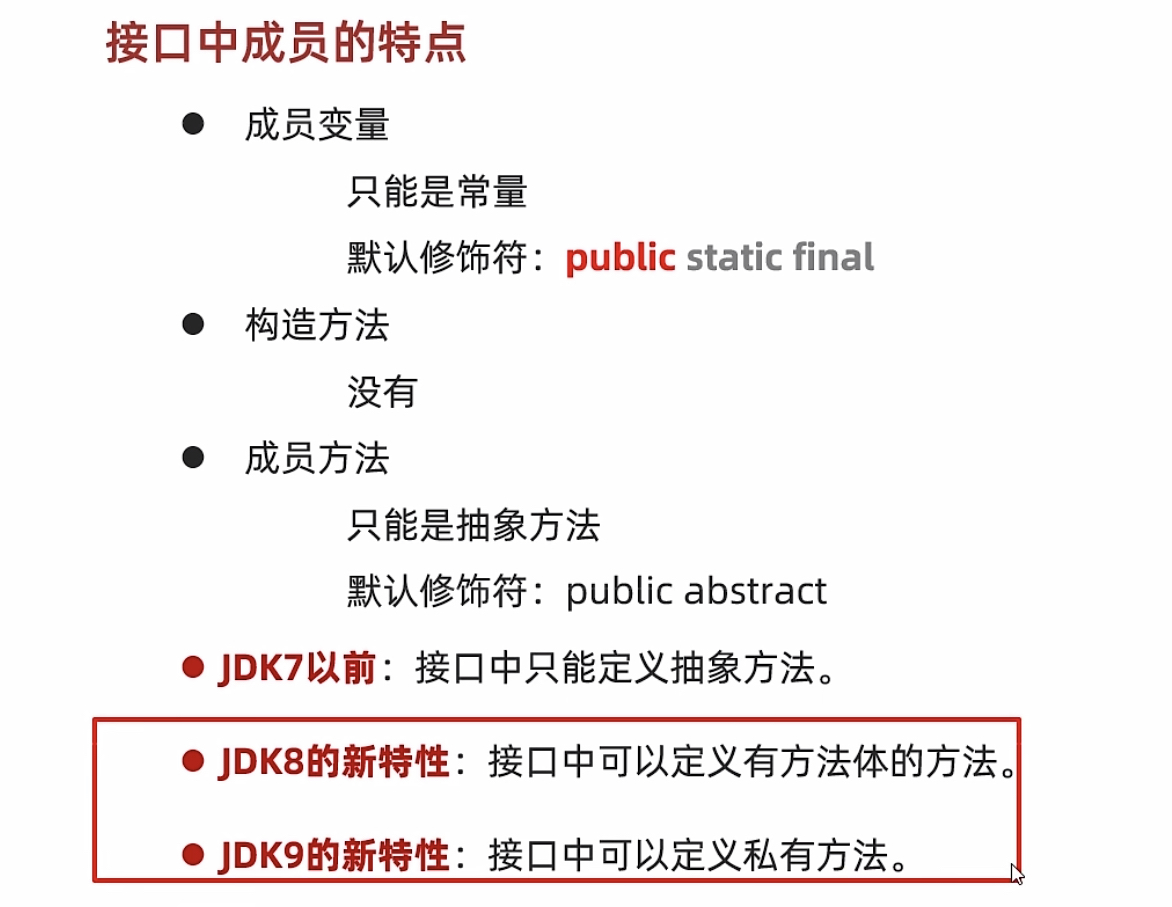 接口中成员的特点
● 成员变量
只能是常量
默认修饰符：public static final
● 构造方法
没有
● 成员方法
只能是抽象方法
默认修饰符：public abstract
● JDK7以前：接口中只能定义抽象方法。
● JDK8的新特性：接口中可以定义有方法体的方法。
● JDK9的新特性：接口中可以定义私有方法。